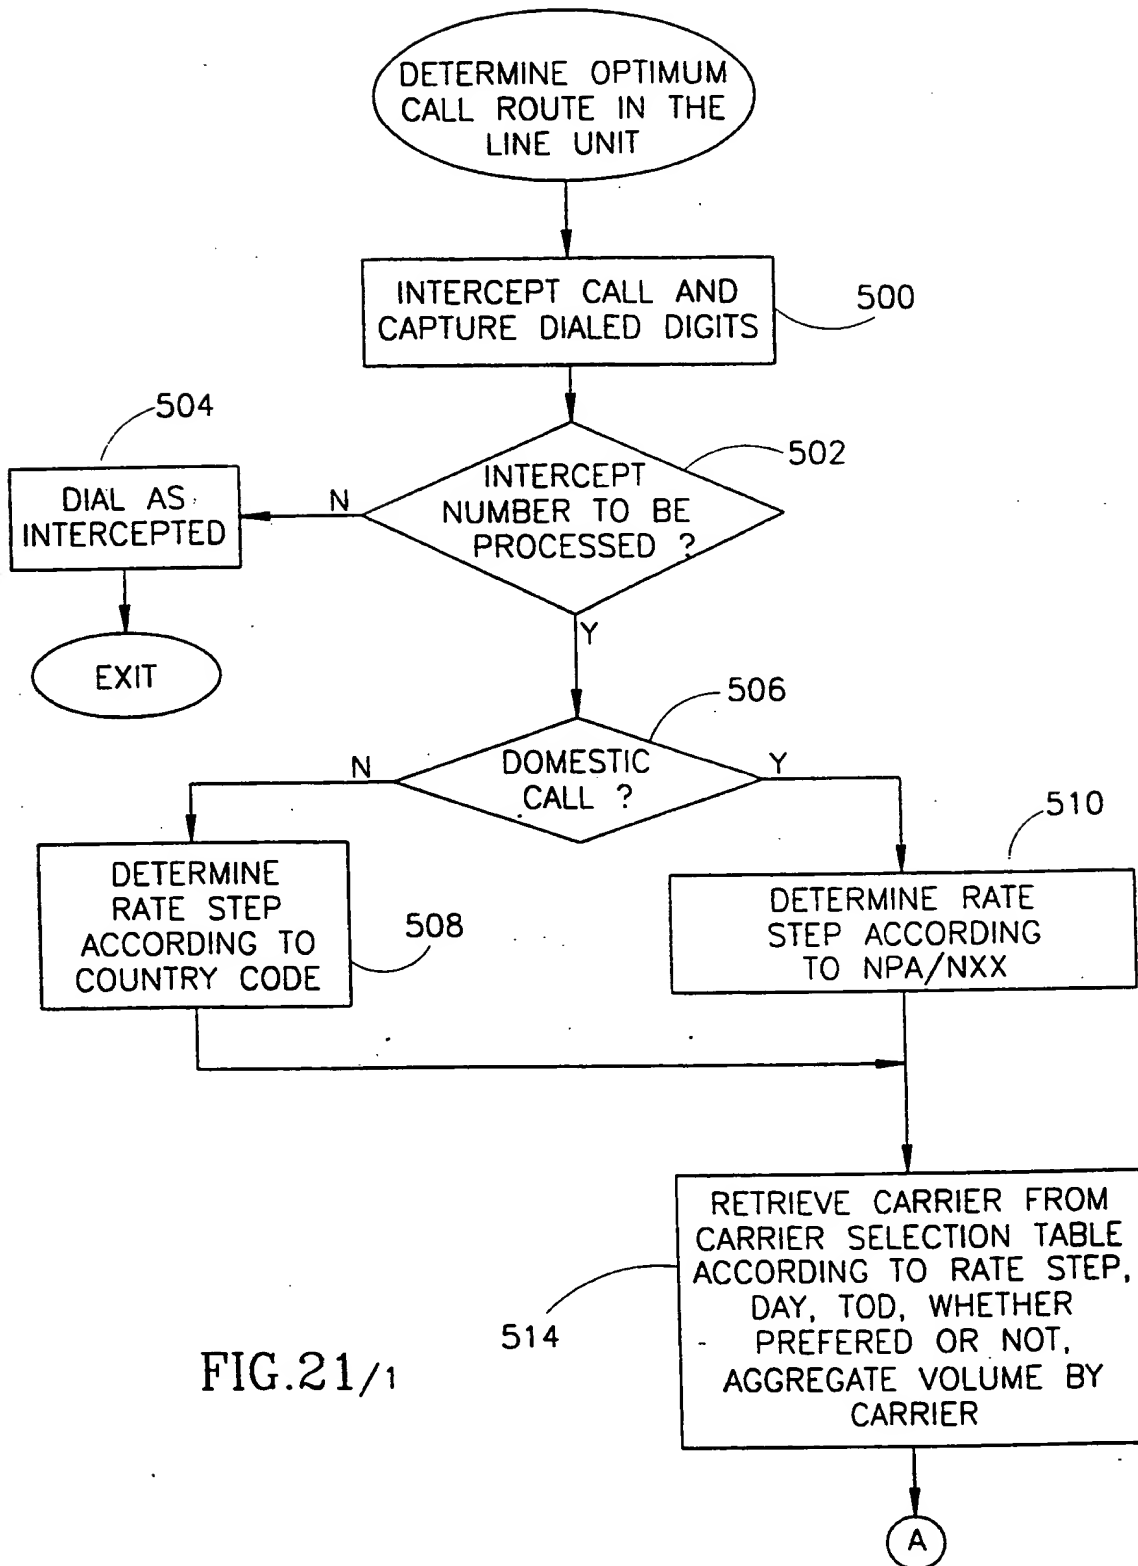 DETERMINE OPTIMUM
CALL ROUTE IN THE
LINE UNIT
INTERCEPT CALL AND
CAPTURE DIALED DIGITS
500
504
502
INTERCEPT
NUMBER TO BE
PROCESSED ?
N
DIAL AS
INTERCEPTED
Y
EXIT
506
DOMESTIC
CALL ?
N
Y
510
DETERMINE
RATE STEP
ACCORDING TO
COUNTRY CODE
508
DETERMINE RATE
STEP ACCORDING
TO NPA/NXX
RETRIEVE CARRIER FROM
CARRIER SELECTION TABLE
ACCORDING TO RATE STEP,
DAY, TOD, WHETHER
PREFERED OR NOT,
AGGREGATE VOLUME BY
CARRIER
514
FIG.21/1
A